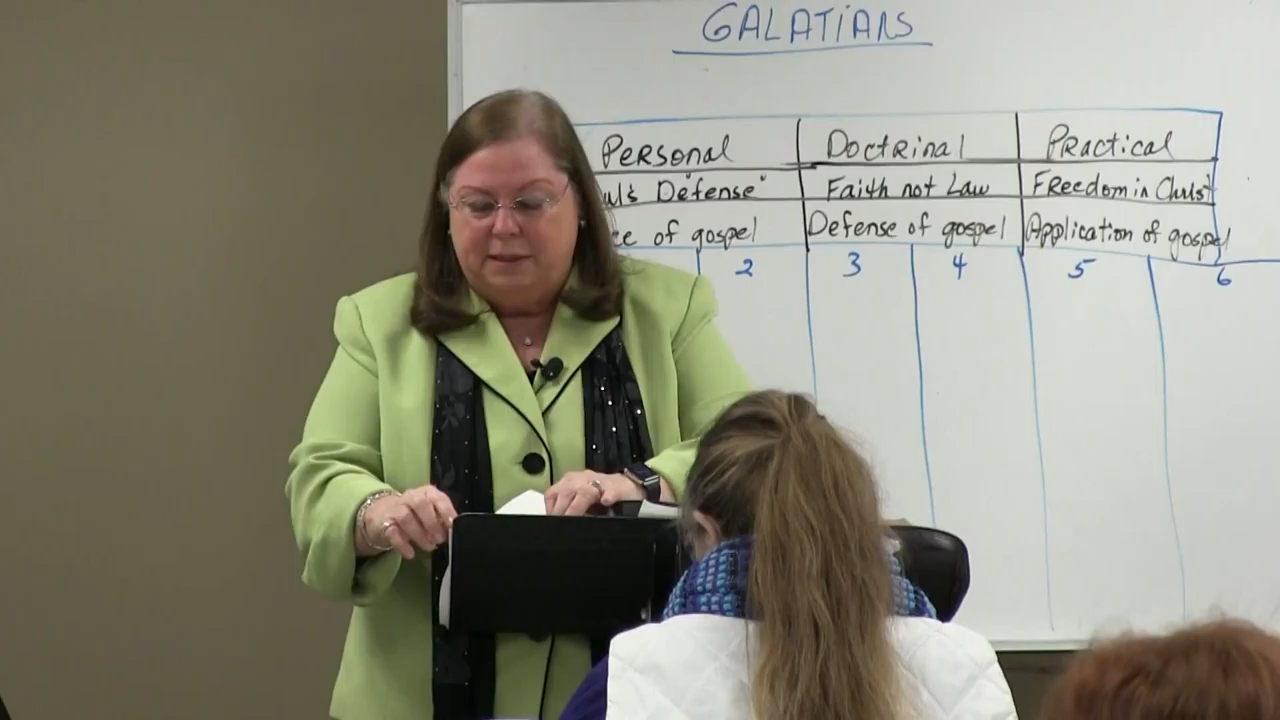 GALATIANS
Personal Doctrinal Practical
Defense" Faith not Law Freedom in Christ
of gospel Defense of gospel Application of gospel
2 3 4 5 6